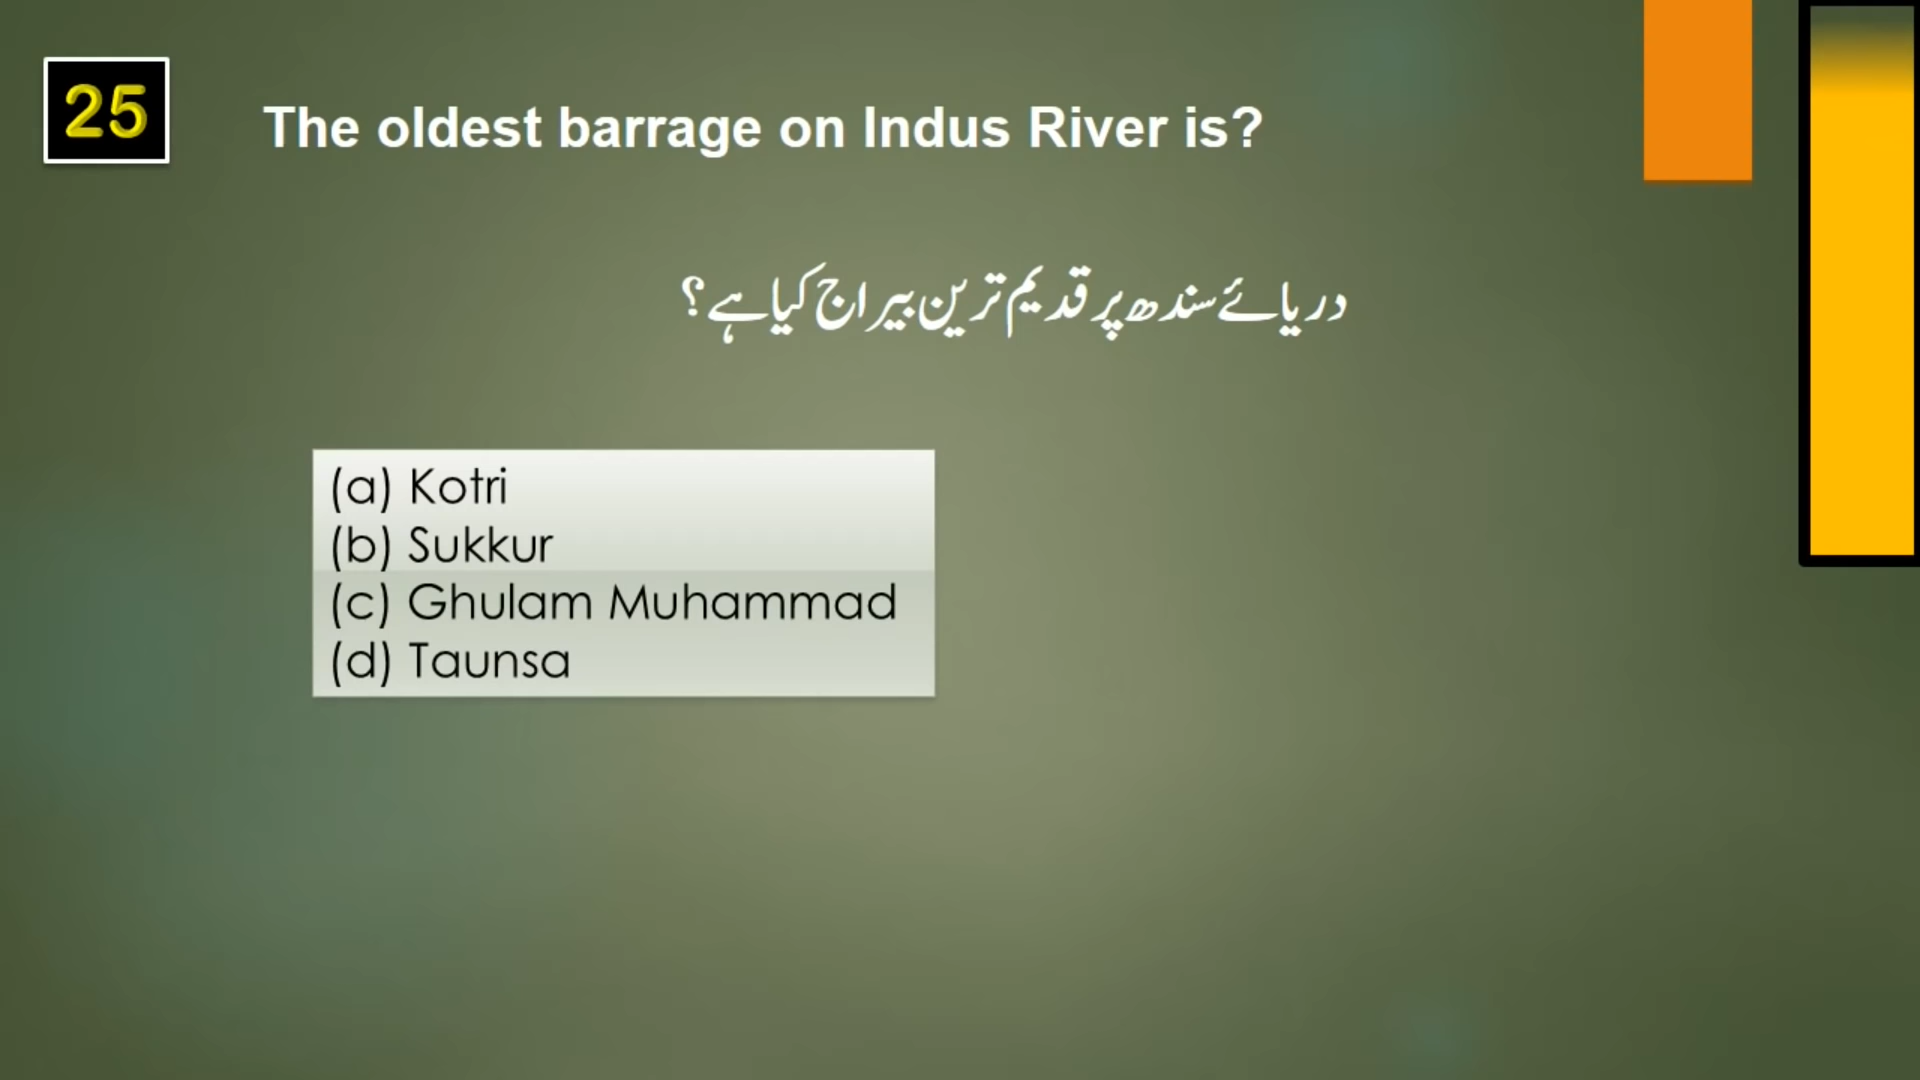 25
The oldest barrage on Indus River is?
دریائے سندھ پر قدیم ترین بیراج کیا ہے؟
(a) Kotri
(b) Sukkur
(c) Ghulam Muhammad
(d) Taunsa